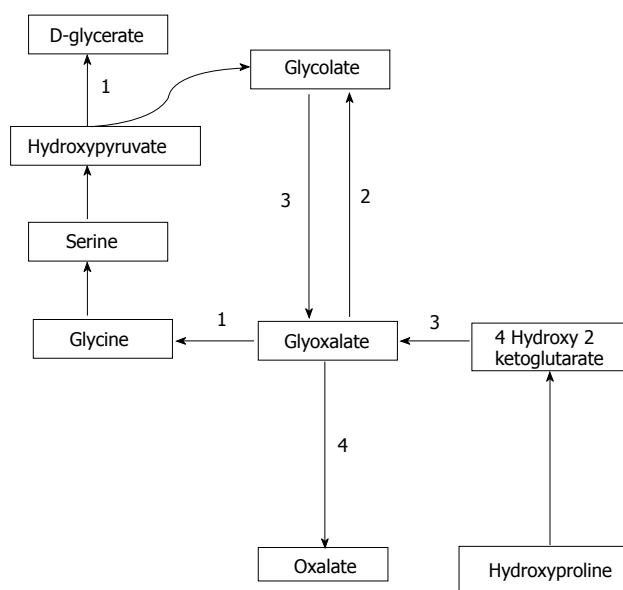 D-glycerate
1
Glycolate
Hydroxypyruvate
3
2
Serine
1
3
Glycine
Glyoxalate
4 Hydroxy 2
ketoglutarate
4
Oxalate
Hydroxyproline